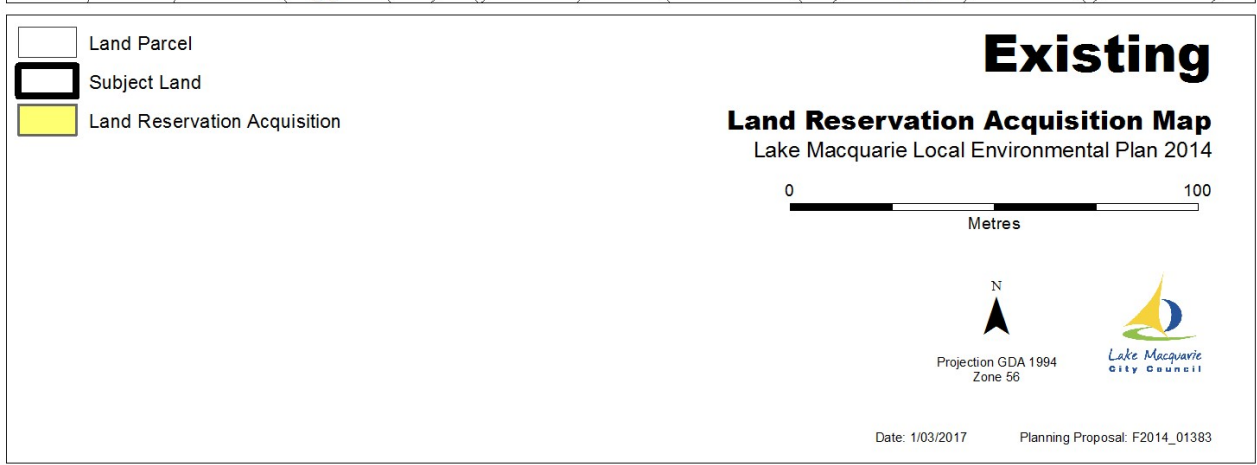 Land Parcel
Subject Land
Land Reservation Acquisition
Existing
Land Reservation Acquisition Map
Lake Macquarie Local Environmental Plan 2014
0 100
Metres
N
Projection GDA 1994
Zone 56
Lake Macquarie
City Council
Date: 1/03/2017 Planning Proposal: F2014_01383